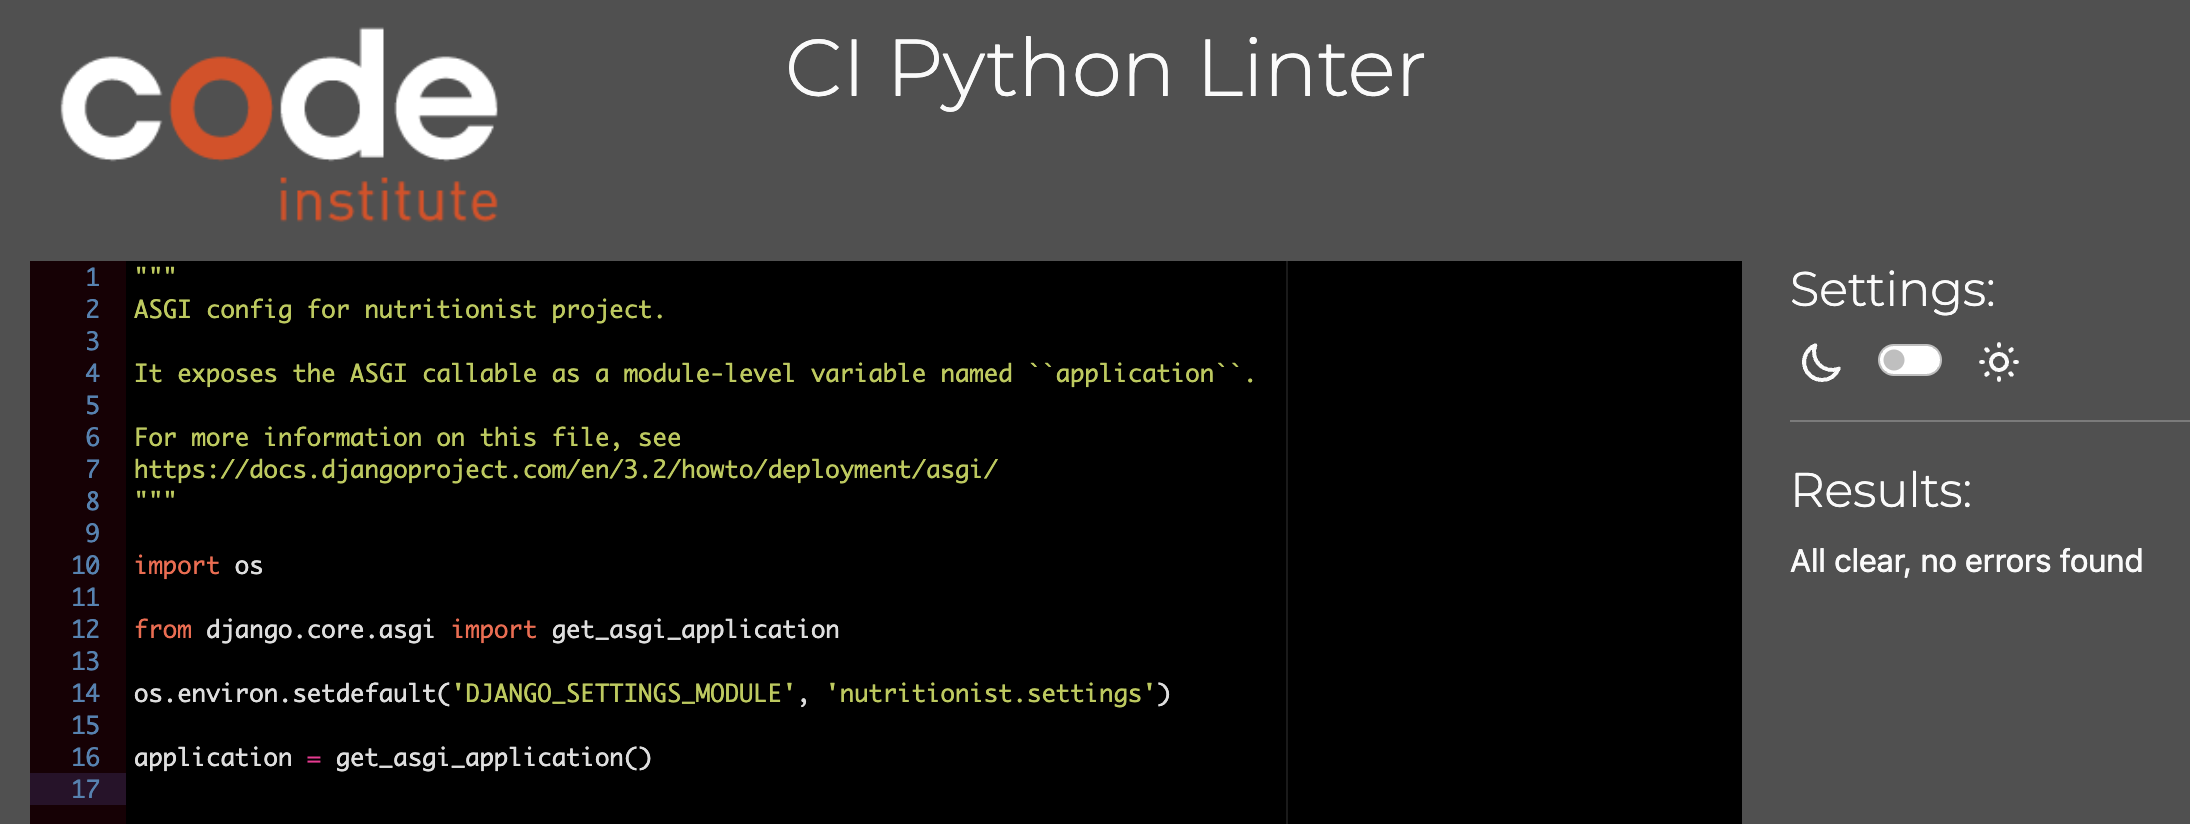 code
institute
CI Python Linter
1 """
2 ASGI config for nutritionist project.
3
4 It exposes the ASGI callable as a module-level variable named ``application``.
5
6 For more information on this file, see
7 https://docs.djangoproject.com/en/3.2/howto/deployment/asgi/
8 """
9
10 import os
11
12 from django.core.asgi import get_asgi_application
13
14 os.environ.setdefault('DJANGO_SETTINGS_MODULE', 'nutritionist.settings')
15
16 application = get_asgi_application()
17
Settings:
Results:
All clear, no errors found